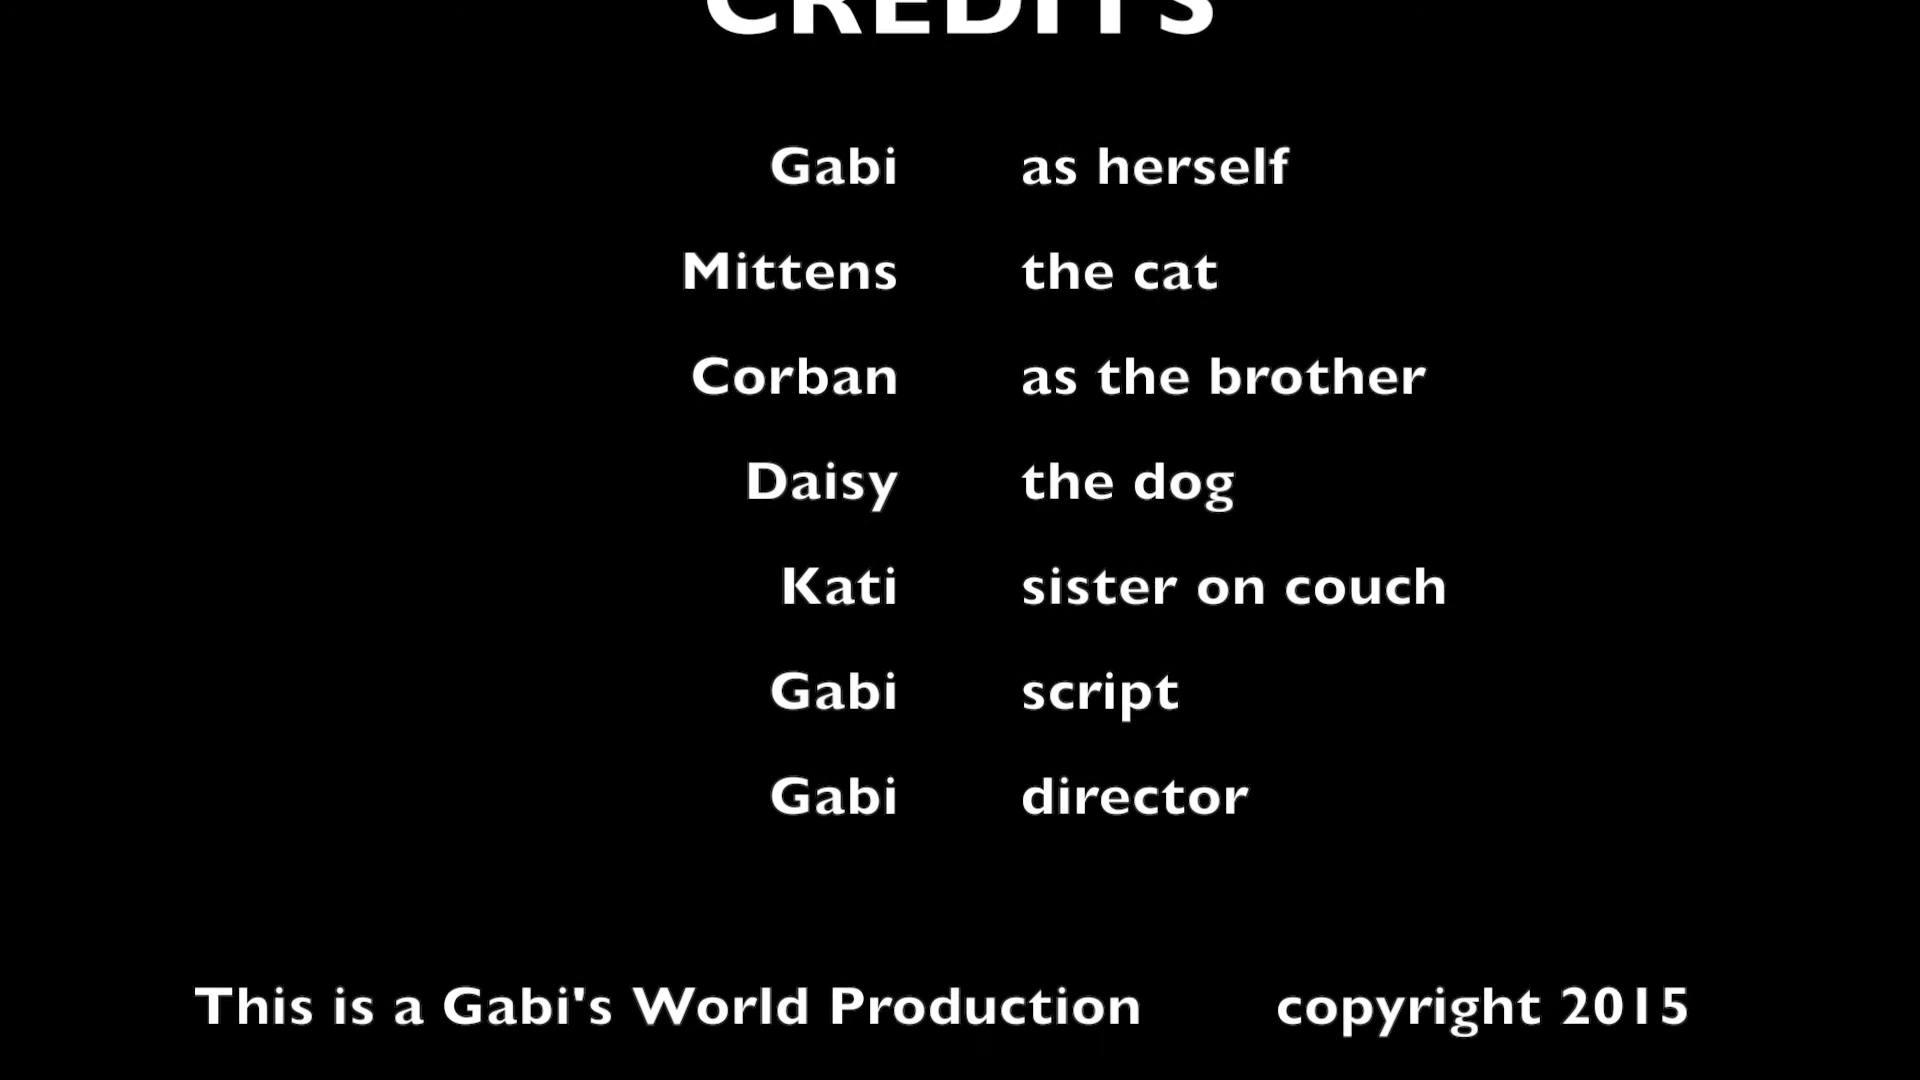 CREDITS
Gabi as herself
Mittens the cat
Corban as the brother
Daisy the dog
Kati sister on couch
Gabi script
Gabi director
This is a Gabi's World Production copyright 2015